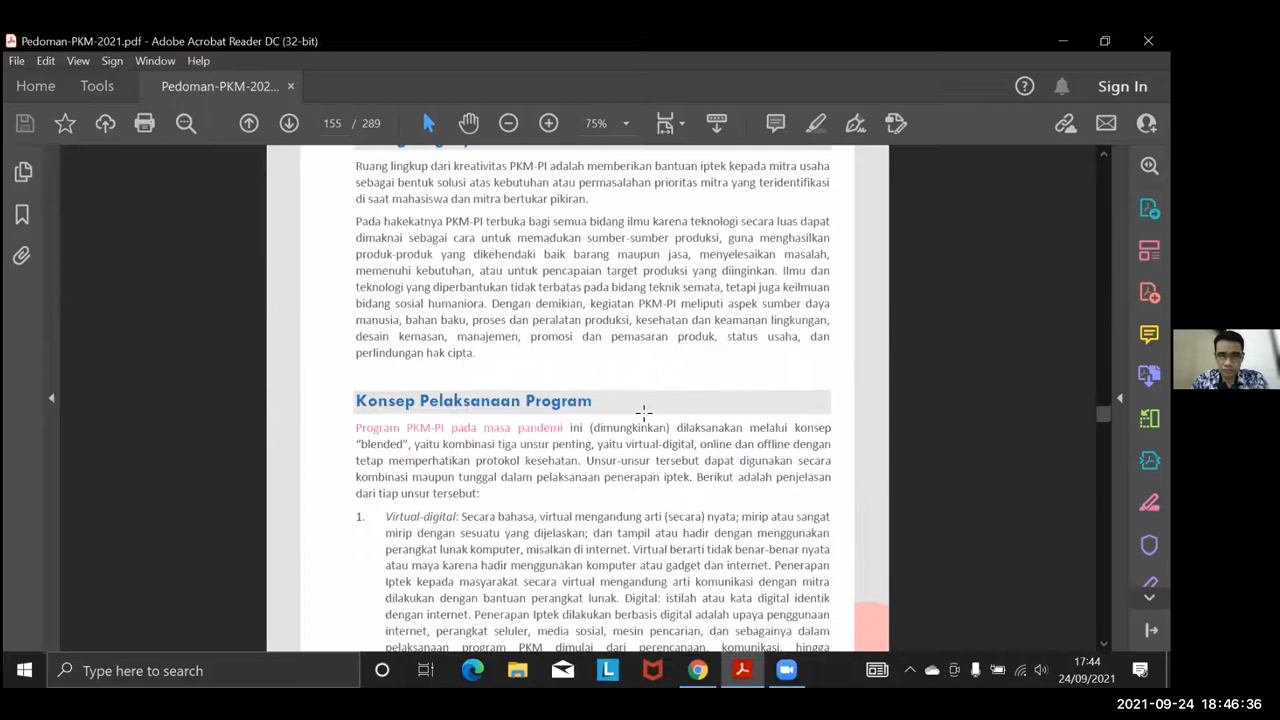 Pedoman-PKM-2021.pdf - Adobe Acrobat Reader DC (32-bit)
File Edit View Sign Window Help
Home Tools Pedoman-PKM-202... × Sign In
155 / 289 75%
Ruang lingkup dari kreativitas PKM-PI adalah memberikan bantuan iptek kepada mitra usaha
sebagai bentuk solusi atas kebutuhan atau permasalahan prioritas mitra yang teridentifikasi
di saat mahasiswa dan mitra bertukar pikiran.
Pada hakekatnya PKM-PI terbuka bagi semua bidang ilmu karena teknologi secara luas dapat
dimaknai sebagai cara untuk memadukan sumber-sumber produksi, guna menghasilkan
produk-produk yang dikehendaki baik barang maupun jasa, menyelesaikan masalah,
memenuhi kebutuhan, atau untuk pencapaian target produksi yang diinginkan. Ilmu dan
teknologi yang diperbantukan tidak terbatas pada bidang teknik semata, tetapi juga keilmuan
bidang sosial humaniora. Dengan demikian, kegiatan PKM-PI meliputi aspek sumber daya
manusia, bahan baku, proses dan peralatan produksi, kesehatan dan keamanan lingkungan,
desain kemasan, manajemen, promosi dan pemasaran produk, status usaha, dan
perlindungan hak cipta.
Konsep Pelaksanaan Program
Program PKM-PI pada masa pandemi ini (dimungkinkan) dilaksanakan melalui konsep
“blended”, yaitu kombinasi tiga unsur penting, yaitu virtual-digital, online dan offline dengan
tetap memperhatikan protokol kesehatan. Unsur-unsur tersebut dapat digunakan secara
kombinasi maupun tunggal dalam pelaksanaan penerapan iptek. Berikut adalah penjelasan
dari tiap unsur tersebut:
1. Virtual-digital: Secara bahasa, virtual mengandung arti (secara) nyata; mirip atau sangat
mirip dengan sesuatu yang dijelaskan; dan tampil atau hadir dengan menggunakan
perangkat lunak komputer, misalkan di internet. Virtual berarti tidak benar-benar nyata
atau maya karena hadir menggunakan komputer atau gadget dan internet. Penerapan
Iptek kepada masyarakat secara virtual mengandung arti komunikasi dengan mitra
dilakukan dengan bantuan perangkat lunak. Digital: istilah atau kata digital identik
dengan internet. Penerapan Iptek dilakukan berbasis digital adalah upaya penggunaan
internet, perangkat seluler, media sosial, mesin pencarian, dan sebagainya dalam
pelaksanaan program PKM dimulai dari perencanaan, komunikasi, hingga
Type here to search
17:44
24/09/2021
2021-09-24 18:46:36